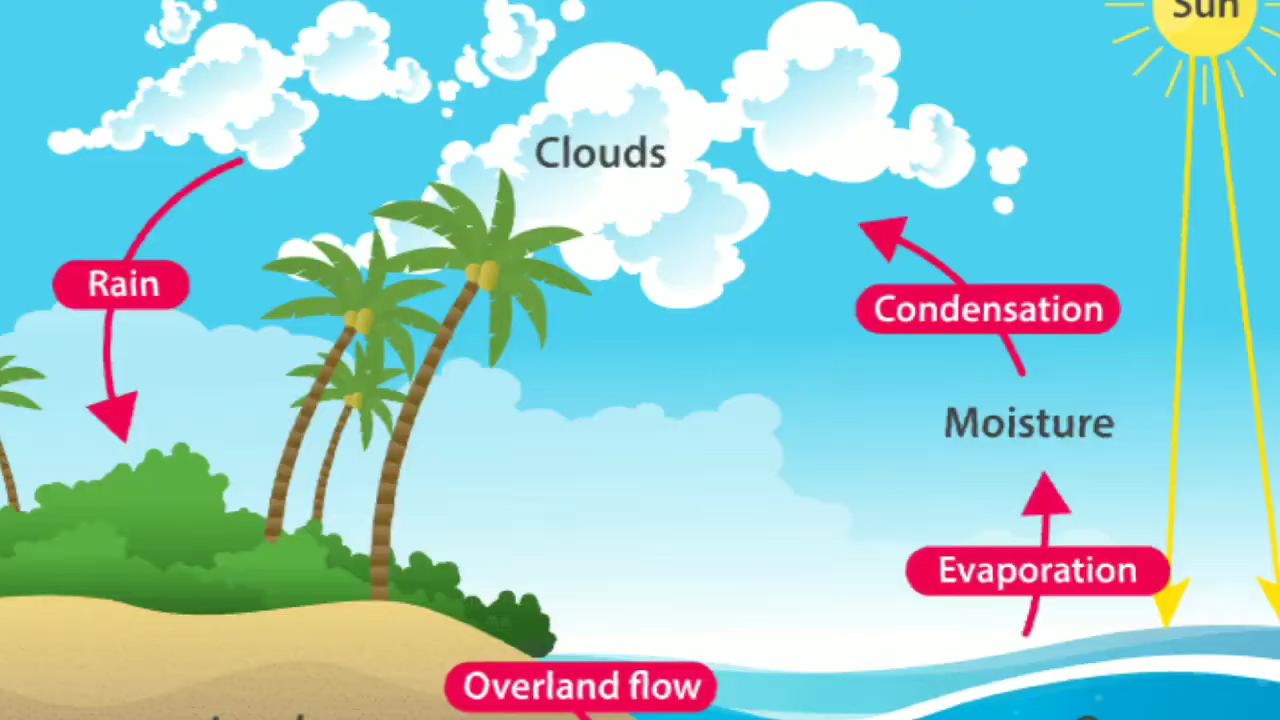 Sun
Clouds
Rain
Condensation
Moisture
Evaporation
Overland flow